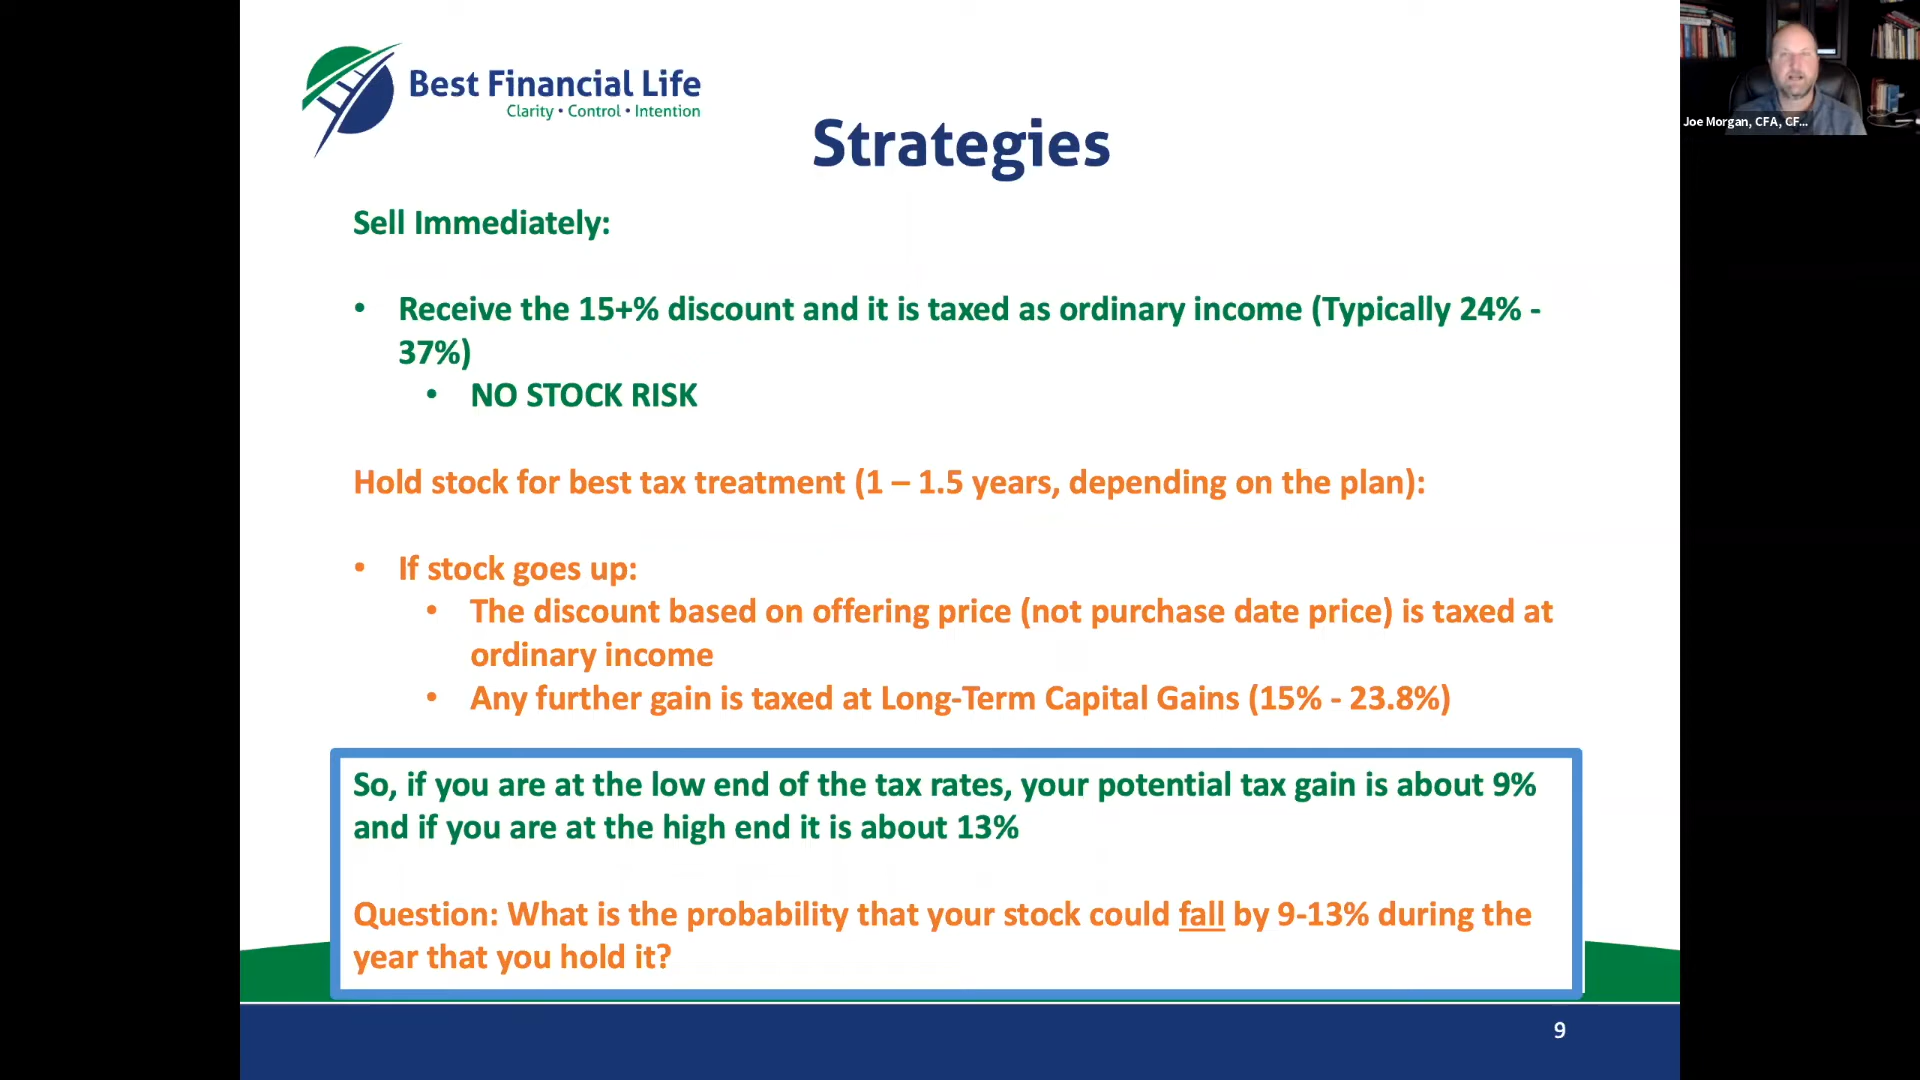 Best Financial Life
Clarity • Control • Intention
Strategies
Joe Morgan, CFA, CF...
Sell Immediately:
• Receive the 15+% discount and it is taxed as ordinary income (Typically 24% -
37%)
• NO STOCK RISK
Hold stock for best tax treatment (1 – 1.5 years, depending on the plan):
• If stock goes up:
• The discount based on offering price (not purchase date price) is taxed at
ordinary income
• Any further gain is taxed at Long-Term Capital Gains (15% - 23.8%)
So, if you are at the low end of the tax rates, your potential tax gain is about 9%
and if you are at the high end it is about 13%
Question: What is the probability that your stock could fall by 9-13% during the
year that you hold it?
9